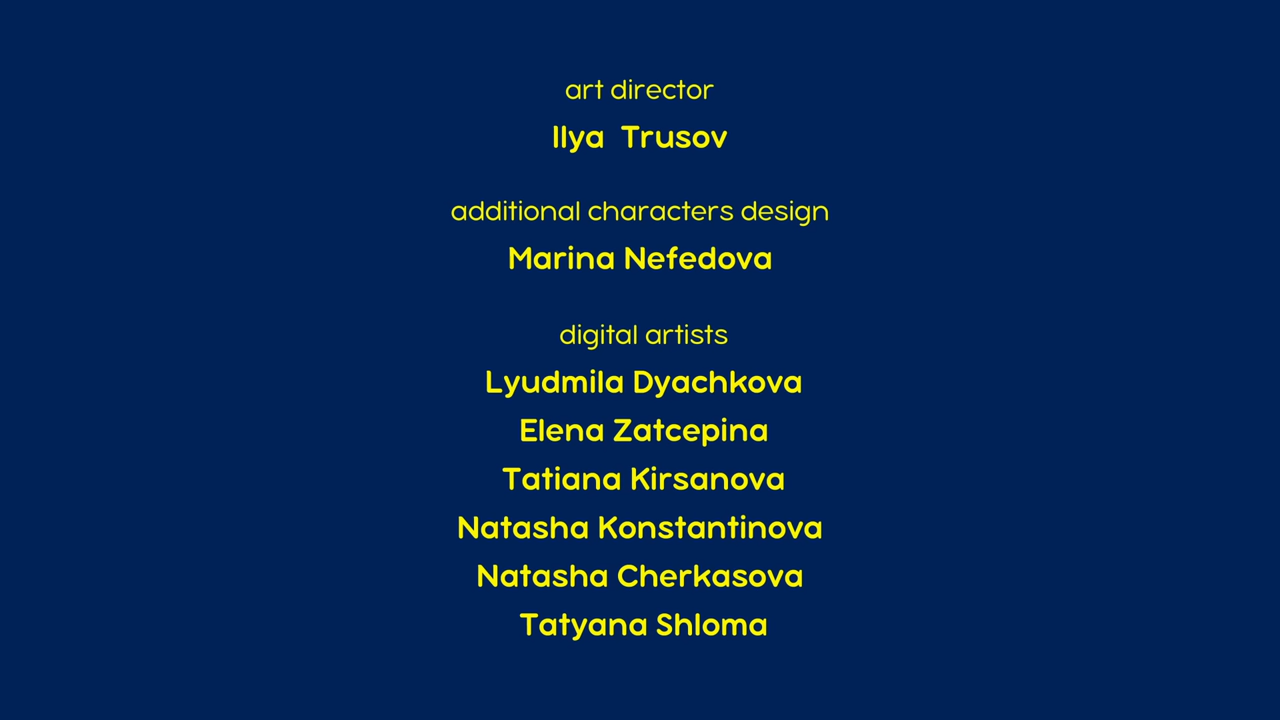 art director
Ilya Trusov
additional characters design
Marina Nefedova
digital artists
Lyudmila Dyachkova
Elena Zatcepina
Tatiana Kirsanova
Natasha Konstantinova
Natasha Cherkasova
Tatyana Shloma